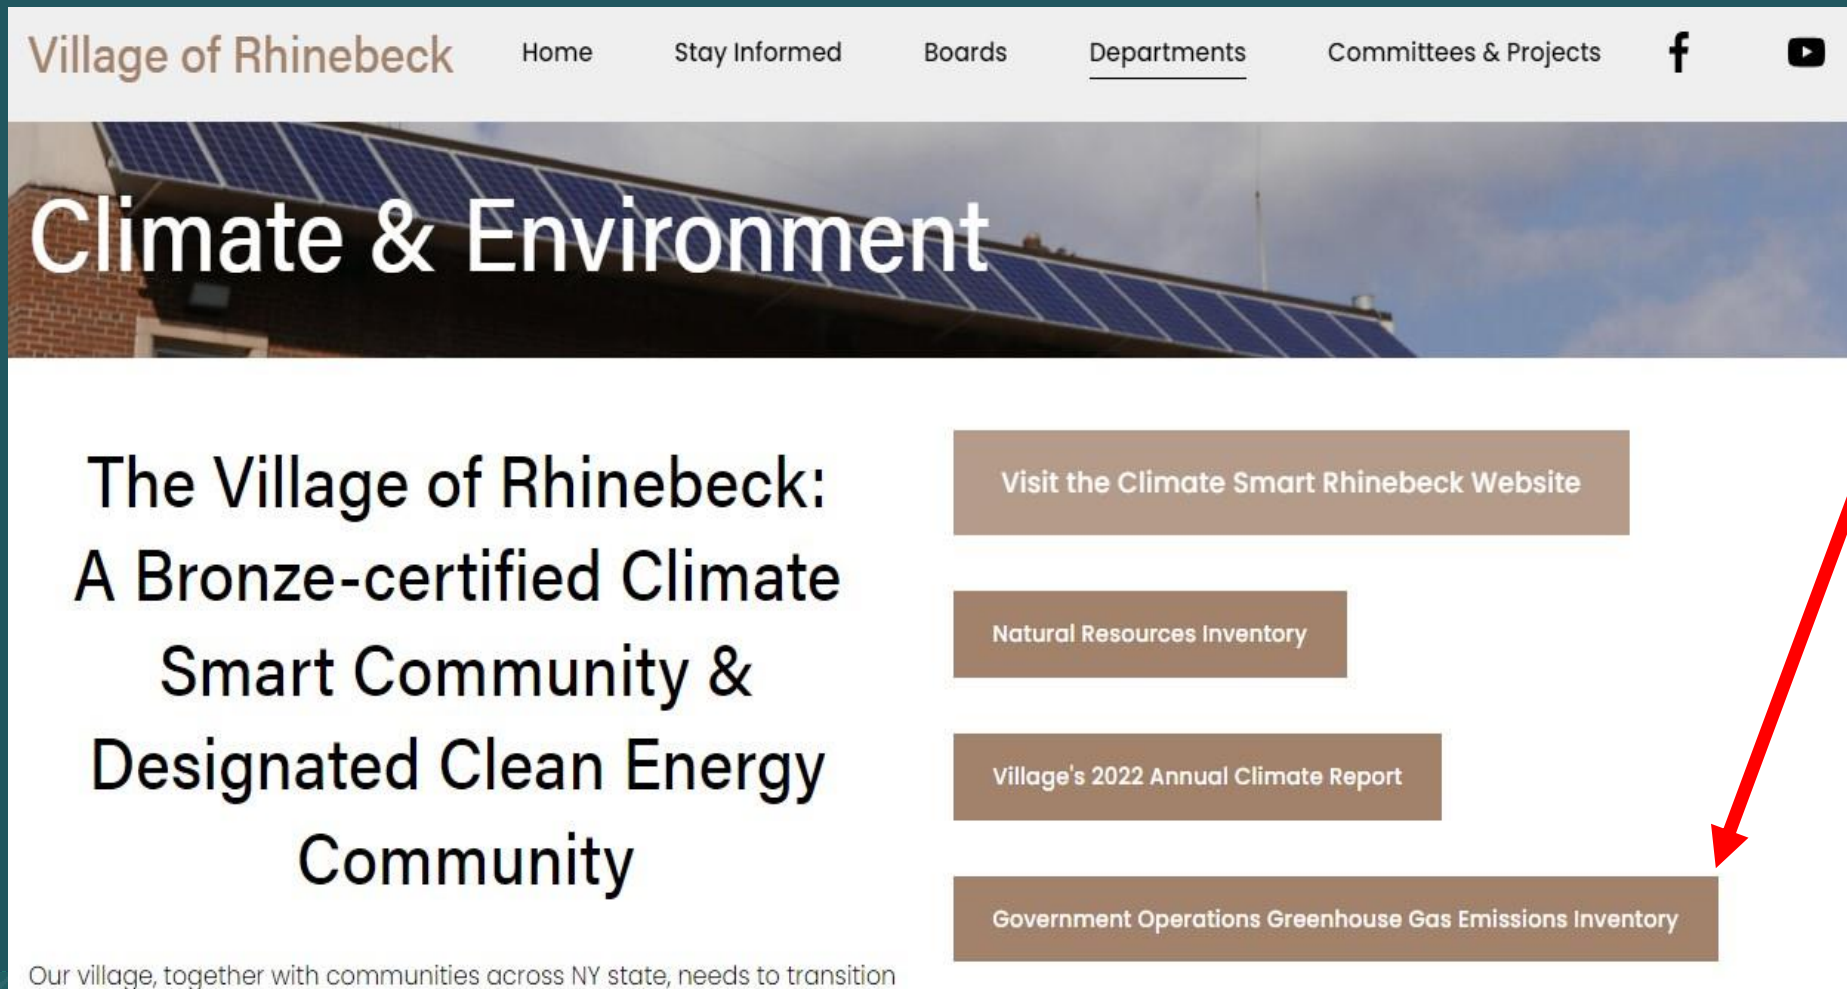 Village of Rhinebeck Home Stay Informed Boards Departments Committees & Projects
Climate & Environment
The Village of Rhinebeck:
A Bronze-certified Climate
Smart Community &
Designated Clean Energy
Community
Our village, together with communities across NY state, needs to transition
Visit the Climate Smart Rhinebeck Website
Natural Resources Inventory
Village's 2022 Annual Climate Report
Government Operations Greenhouse Gas Emissions Inventory